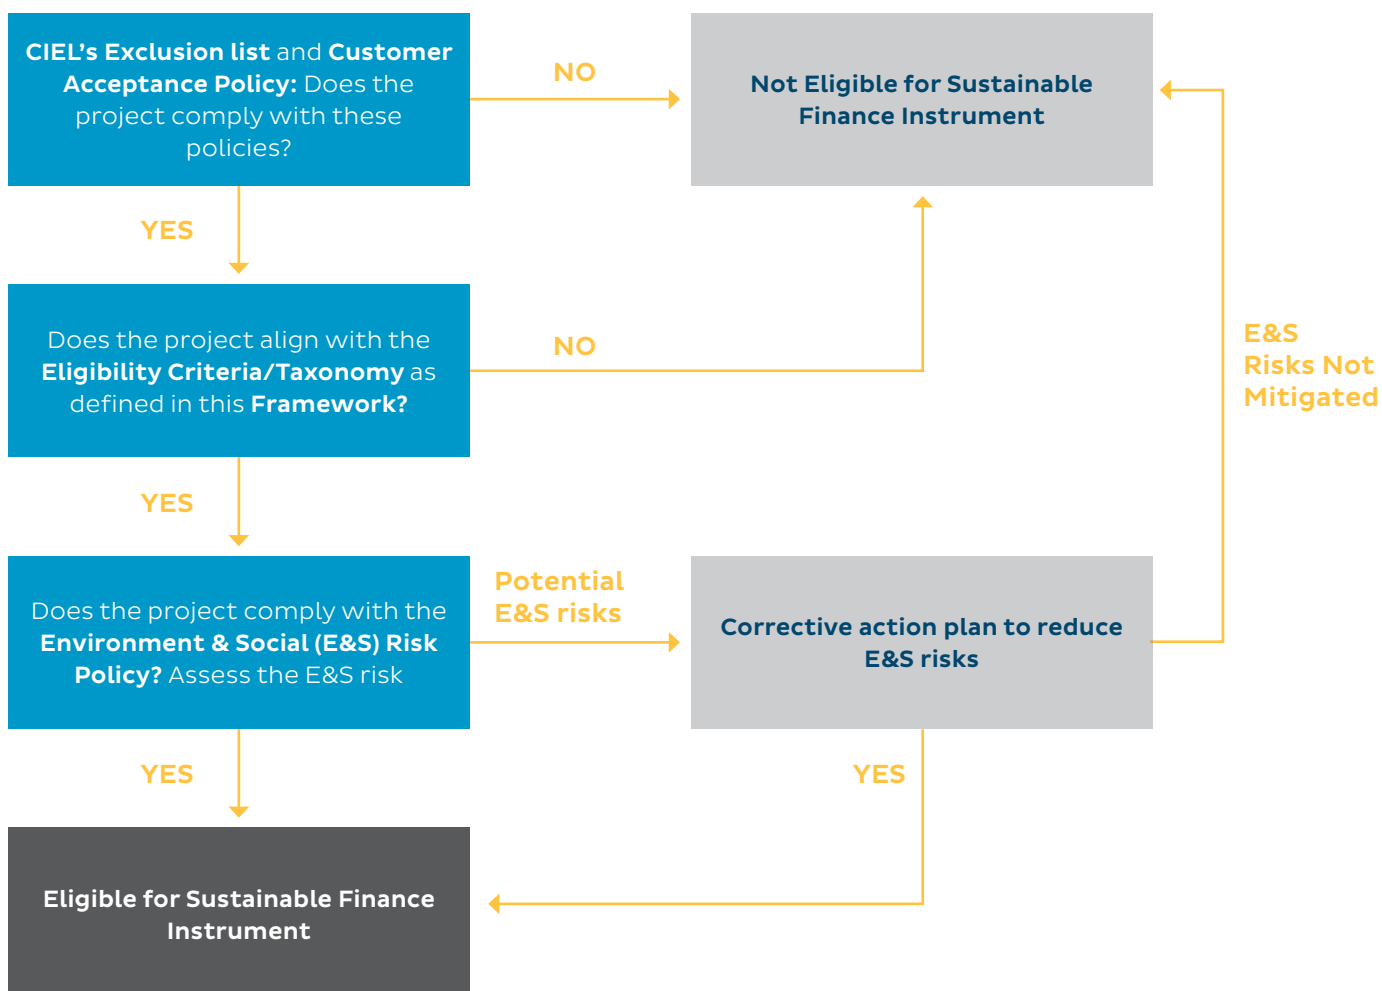 CIEL’s Exclusion list and Customer
Acceptance Policy: Does the
project comply with these
policies?
NO
Not Eligible for Sustainable
Finance Instrument
YES
Does the project align with the
Eligibility Criteria/Taxonomy as
defined in this Framework?
NO
E&S
Risks Not
Mitigated
YES
Does the project comply with the
Environment & Social (E&S) Risk
Policy? Assess the E&S risk
Potential
E&S risks
Corrective action plan to reduce
E&S risks
YES
YES
Eligible for Sustainable Finance
Instrument